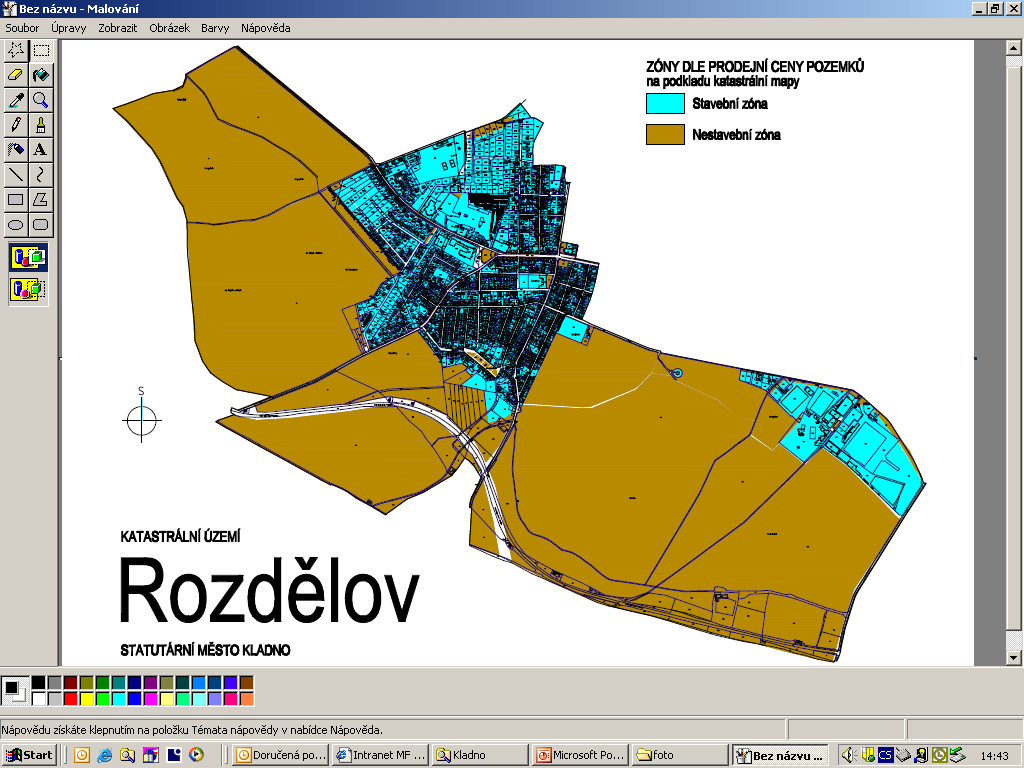 Bez názvu - Malování
Soubor Úpravy Zobrazit Obrázek Barvy Nápověda
A
ZÓNY DLE PRODEJNÍ CENY POZEMKŮ
na podkladu katastrální mapy
Stavební zóna
Nestavební zóna
S
KATASTRÁLNÍ ÚZEMÍ
Rozdělov
STATUTÁRNÍ MĚSTO KLADNO
Nápovědu získáte klepnutím na položku Témata nápovědy v nabídce Nápověda.
Start Doručená po... Intranet MF ... Kladno Microsoft Po... foto Bez názvu ... CS 14:43